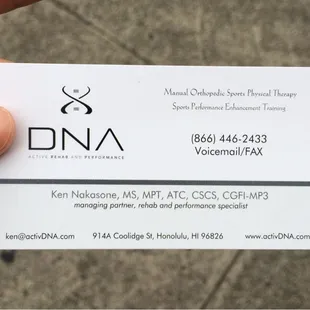 Manual Orthopedic Sports Physical Therapy
Sports Performance Enhancement Training
DNA
ACTIVE REHAB AND PERFORMANCE
(866) 446-2433
Voicemail/FAX
Ken Nakasone, MS, MPT, ATC, CSCS, CGFI-MP3
managing partner, rehab and performance specialist
ken@activDNA.com 914A Coolidge St, Honolulu, HI 96826 www.activDNA.com